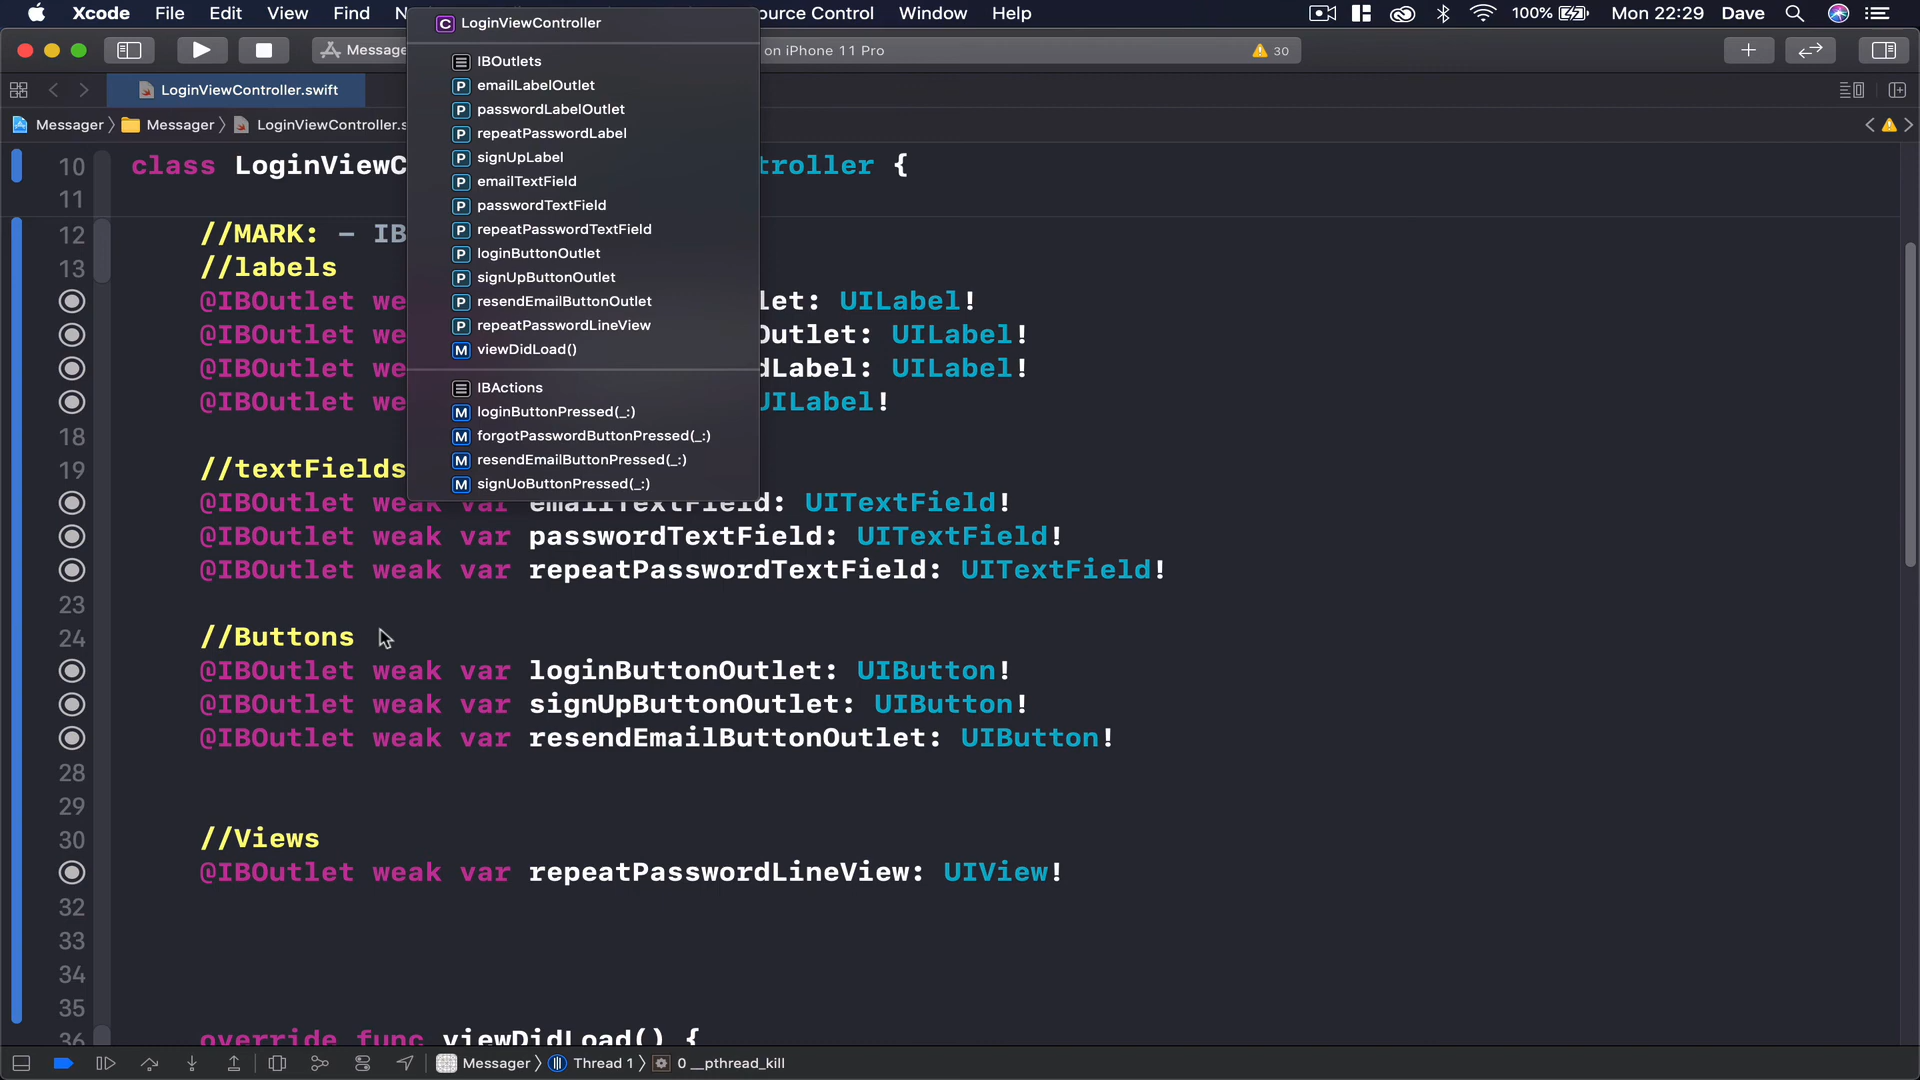 Xcode File Edit View Find N ource Control Window Help 100% Mon 22:29 Dave
Message on iPhone 11 Pro 30
LoginViewController.swift
Messager Messager LoginViewController.s
LoginViewController
IBOutlets
emailLabelOutlet
passwordLabelOutlet
repeatPasswordLabel
signUpLabel
emailTextField
passwordTextField
repeatPasswordTextField
loginButtonOutlet
signUpButtonOutlet
resendEmailButtonOutlet
repeatPasswordLineView
viewDidLoad()
IBActions
loginButtonPressed(_:)
forgotPasswordButtonPressed(_:)
resendEmailButtonPressed(_:)
signUoButtonPressed(_:)
10 class LoginViewC troller {
11
12 //MARK: - IB
13 //labels
@IBOutlet we let: UILabel!
@IBOutlet we Outlet: UILabel!
@IBOutlet we dLabel: UILabel!
@IBOutlet we UILabel!
18
19 //textFields
@IBOutlet weak var emailTextField: UITextField!
@IBOutlet weak var passwordTextField: UITextField!
@IBOutlet weak var repeatPasswordTextField: UITextField!
23
24 //Buttons
@IBOutlet weak var loginButtonOutlet: UIButton!
@IBOutlet weak var signUpButtonOutlet: UIButton!
@IBOutlet weak var resendEmailButtonOutlet: UIButton!
28
29
30 //Views
@IBOutlet weak var repeatPasswordLineView: UIView!
32
33
34
35
36 override func viewDidLoad() {
Messager Thread 1 0 __pthread_kill